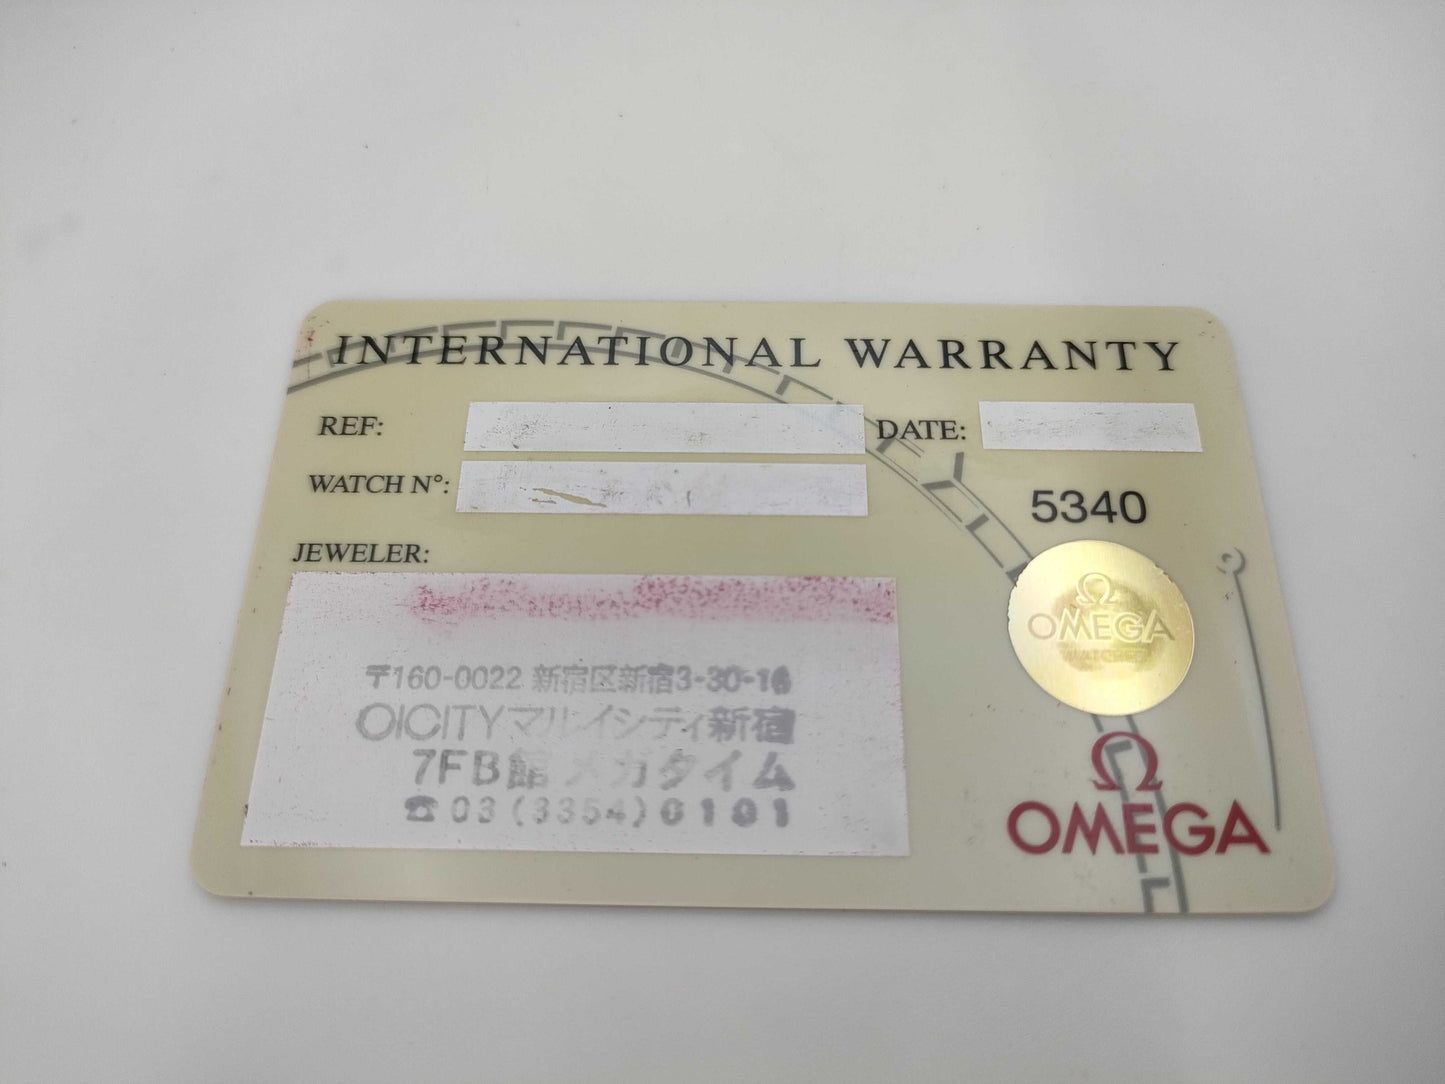 INTERNATIONAL WARRANTY
REF:
DATE:
WATCH N°:
5340
JEWELER:
Ω
OMEGA
WATCHES
〒160-0022 新宿区新宿3-30-16
OICITYマルイシティ新宿
7FB館 メガタイム
☎03(3354)0101
Ω
OMEGA